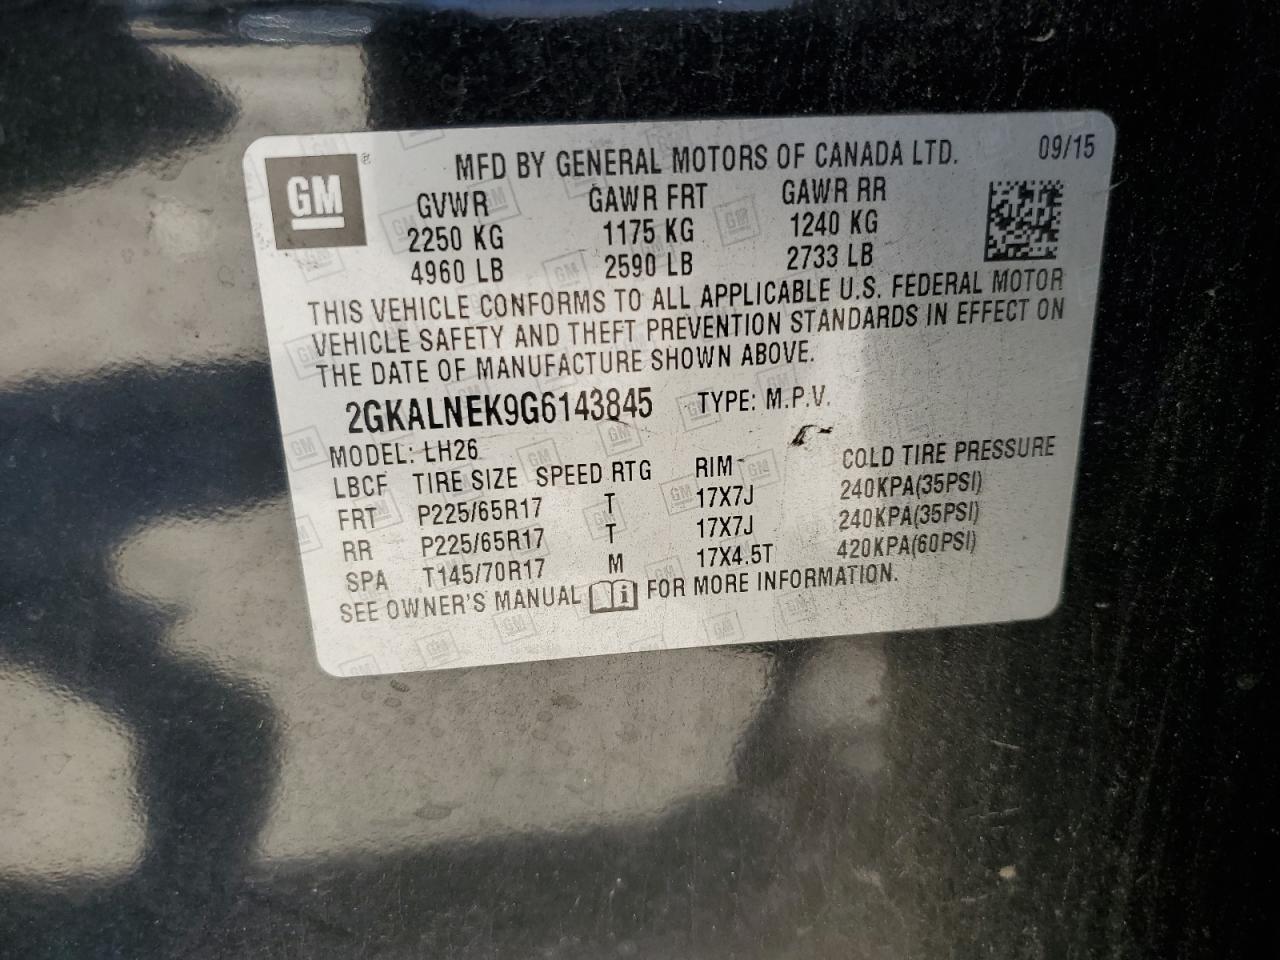 GM ®
MFD BY GENERAL MOTORS OF CANADA LTD. 09/15
GVWR GAWR FRT GAWR RR
2250 KG 1175 KG 1240 KG
4960 LB 2590 LB 2733 LB
THIS VEHICLE CONFORMS TO ALL APPLICABLE U.S. FEDERAL MOTOR
VEHICLE SAFETY AND THEFT PREVENTION STANDARDS IN EFFECT ON
THE DATE OF MANUFACTURE SHOWN ABOVE.
2GKALNEK9G6143845 TYPE: M.P.V.
MODEL: LH26
LBCF TIRE SIZE SPEED RTG RIM COLD TIRE PRESSURE
FRT P225/65R17 T 17X7J 240KPA(35PSI)
RR P225/65R17 T 17X7J 240KPA(35PSI)
SPA T145/70R17 M 17X4.5T 420KPA(60PSI)
SEE OWNER'S MANUAL i FOR MORE INFORMATION.